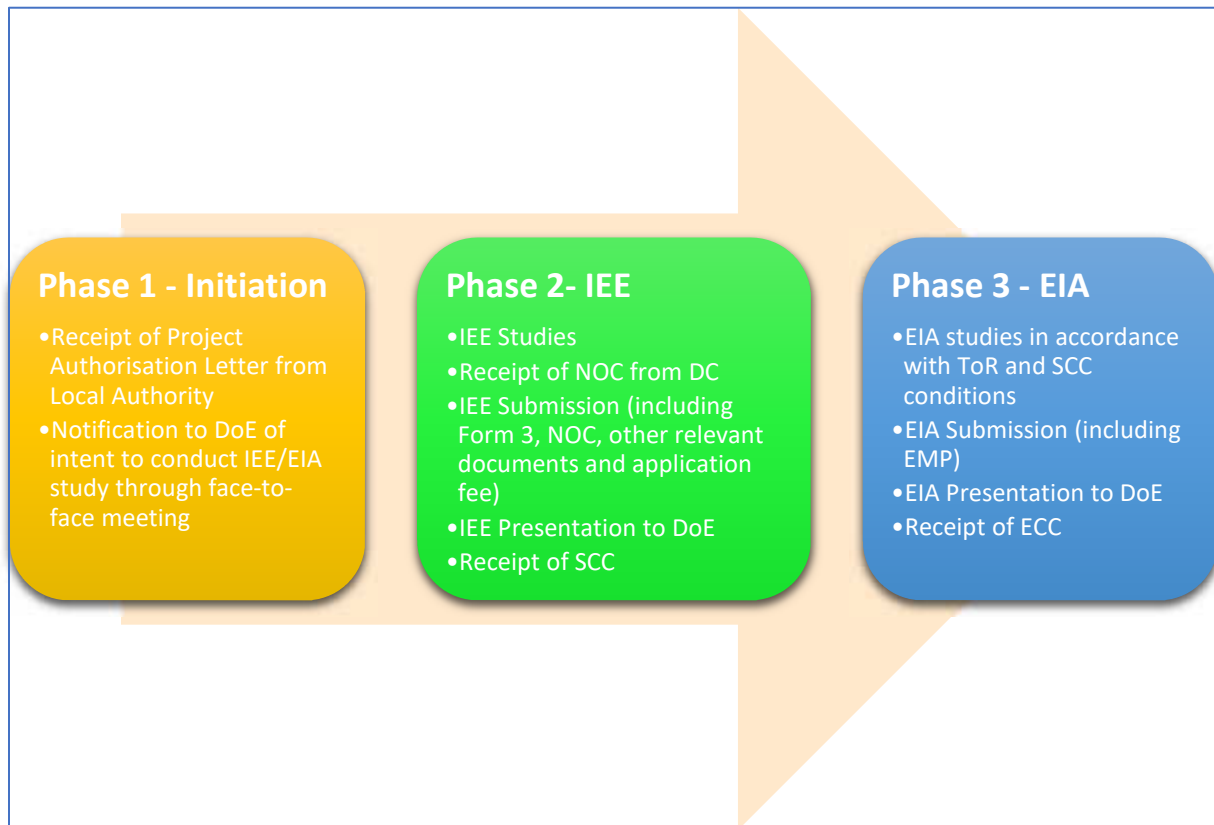 Phase 1 - Initiation
•Receipt of Project
Authorisation Letter from
Local Authority
•Notification to DoE of
intent to conduct IEE/EIA
study through face-to-
face meeting
Phase 2- IEE
•IEE Studies
•Receipt of NOC from DC
•IEE Submission (including
Form 3, NOC, other relevant
documents and application
fee)
•IEE Presentation to DoE
•Receipt of SCC
Phase 3 - EIA
•EIA studies in accordance
with ToR and SCC
conditions
•EIA Submission (including
EMP)
•EIA Presentation to DoE
•Receipt of ECC